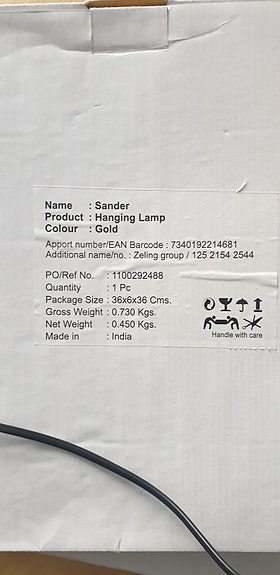 Name : Sander
Product : Hanging Lamp
Colour : Gold
Apport number/EAN Barcode : 7340192214681
Additional name/no. : Zeling group / 125 2154 2544
PO/Ref No. : 1100292488
Quantity : 1 Pc
Package Size : 36x6x36 Cms.
Gross Weight : 0.730 Kgs.
Net Weight : 0.450 Kgs.
Made in : India
Handle with care